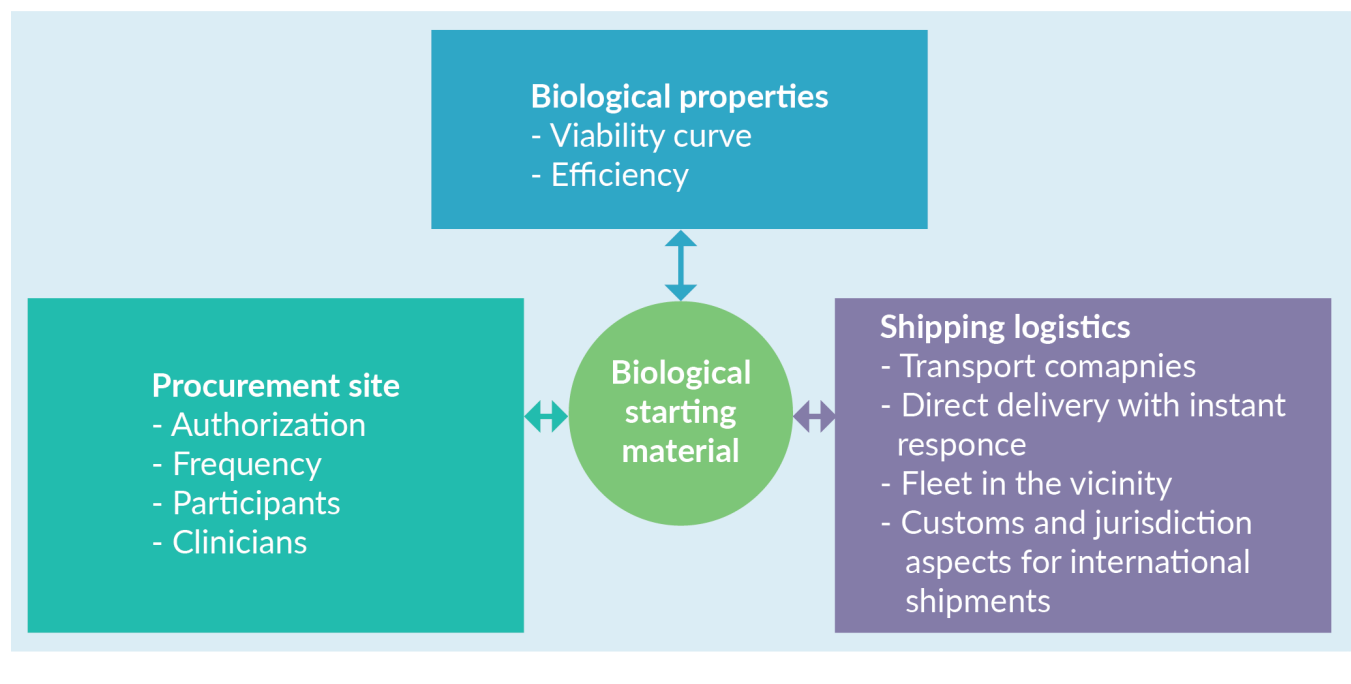 Biological properties
- Viability curve
- Efficiency
Procurement site
- Authorization
- Frequency
- Participants
- Clinicians
Biological
starting
material
Shipping logistics
- Transport comapnies
- Direct delivery with instant
responce
- Fleet in the vicinity
- Customs and jurisdiction
aspects for international
shipments